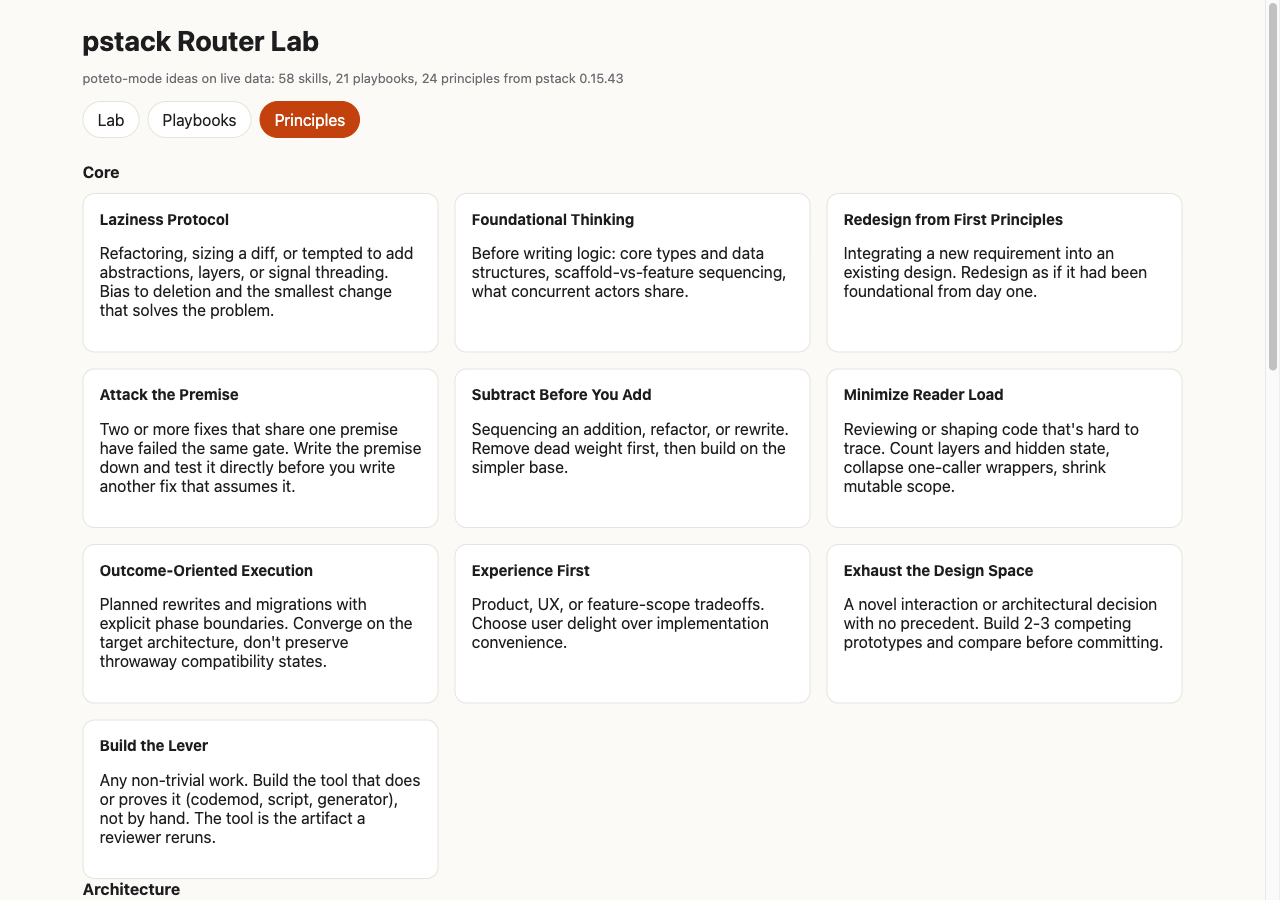 pstack Router Lab
poteto-mode ideas on live data: 58 skills, 21 playbooks, 24 principles from pstack 0.15.43
Lab
Playbooks
Principles
Core
Laziness Protocol
Refactoring, sizing a diff, or tempted to add
abstractions, layers, or signal threading.
Bias to deletion and the smallest change
that solves the problem.
Foundational Thinking
Before writing logic: core types and data
structures, scaffold-vs-feature sequencing,
what concurrent actors share.
Redesign from First Principles
Integrating a new requirement into an
existing design. Redesign as if it had been
foundational from day one.
Attack the Premise
Two or more fixes that share one premise
have failed the same gate. Write the premise
down and test it directly before you write
another fix that assumes it.
Subtract Before You Add
Sequencing an addition, refactor, or rewrite.
Remove dead weight first, then build on the
simpler base.
Minimize Reader Load
Reviewing or shaping code that's hard to
trace. Count layers and hidden state,
collapse one-caller wrappers, shrink
mutable scope.
Outcome-Oriented Execution
Planned rewrites and migrations with
explicit phase boundaries. Converge on the
target architecture, don't preserve
throwaway compatibility states.
Experience First
Product, UX, or feature-scope tradeoffs.
Choose user delight over implementation
convenience.
Exhaust the Design Space
A novel interaction or architectural decision
with no precedent. Build 2-3 competing
prototypes and compare before committing.
Build the Lever
Any non-trivial work. Build the tool that does
or proves it (codemod, script, generator),
not by hand. The tool is the artifact a
reviewer reruns.
Architecture